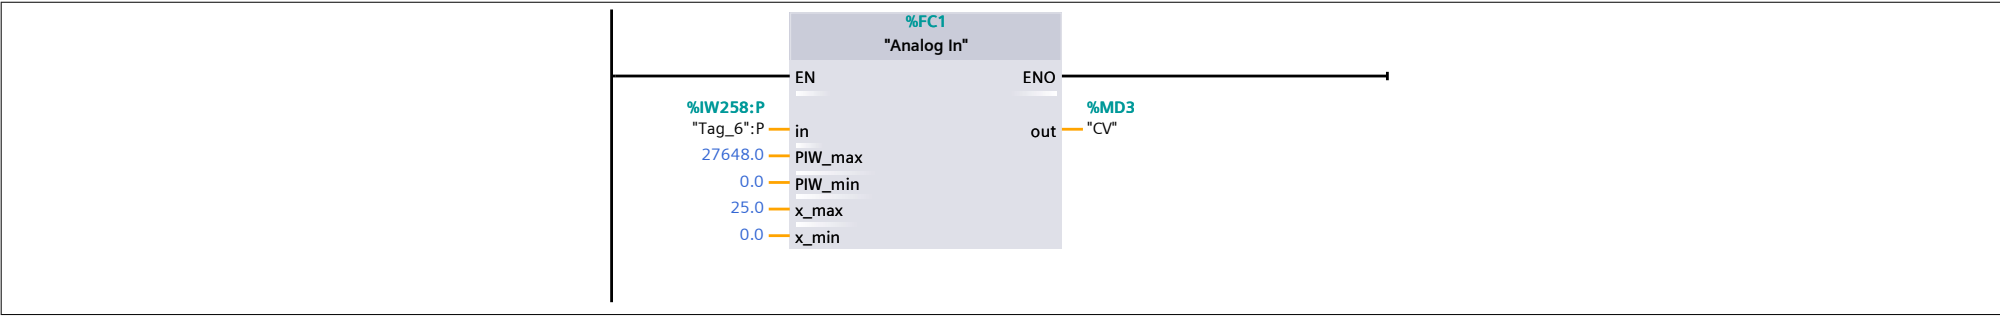 %FC1
"Analog In"
EN ENO
%IW258:P %MD3
"Tag_6":P in out "CV"
27648.0 PIW_max
0.0 PIW_min
25.0 x_max
0.0 x_min